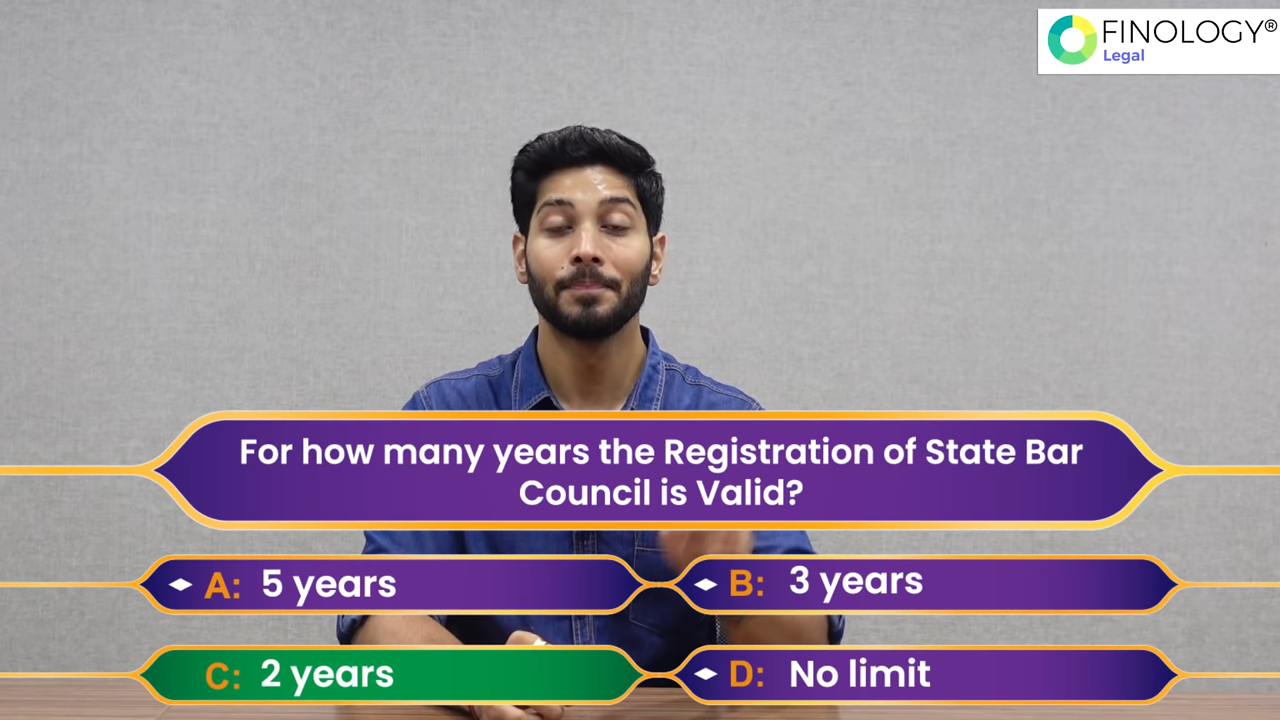 FINOLOGY®
Legal
For how many years the Registration of State Bar
Council is Valid?
A: 5 years
B: 3 years
C: 2 years
D: No limit